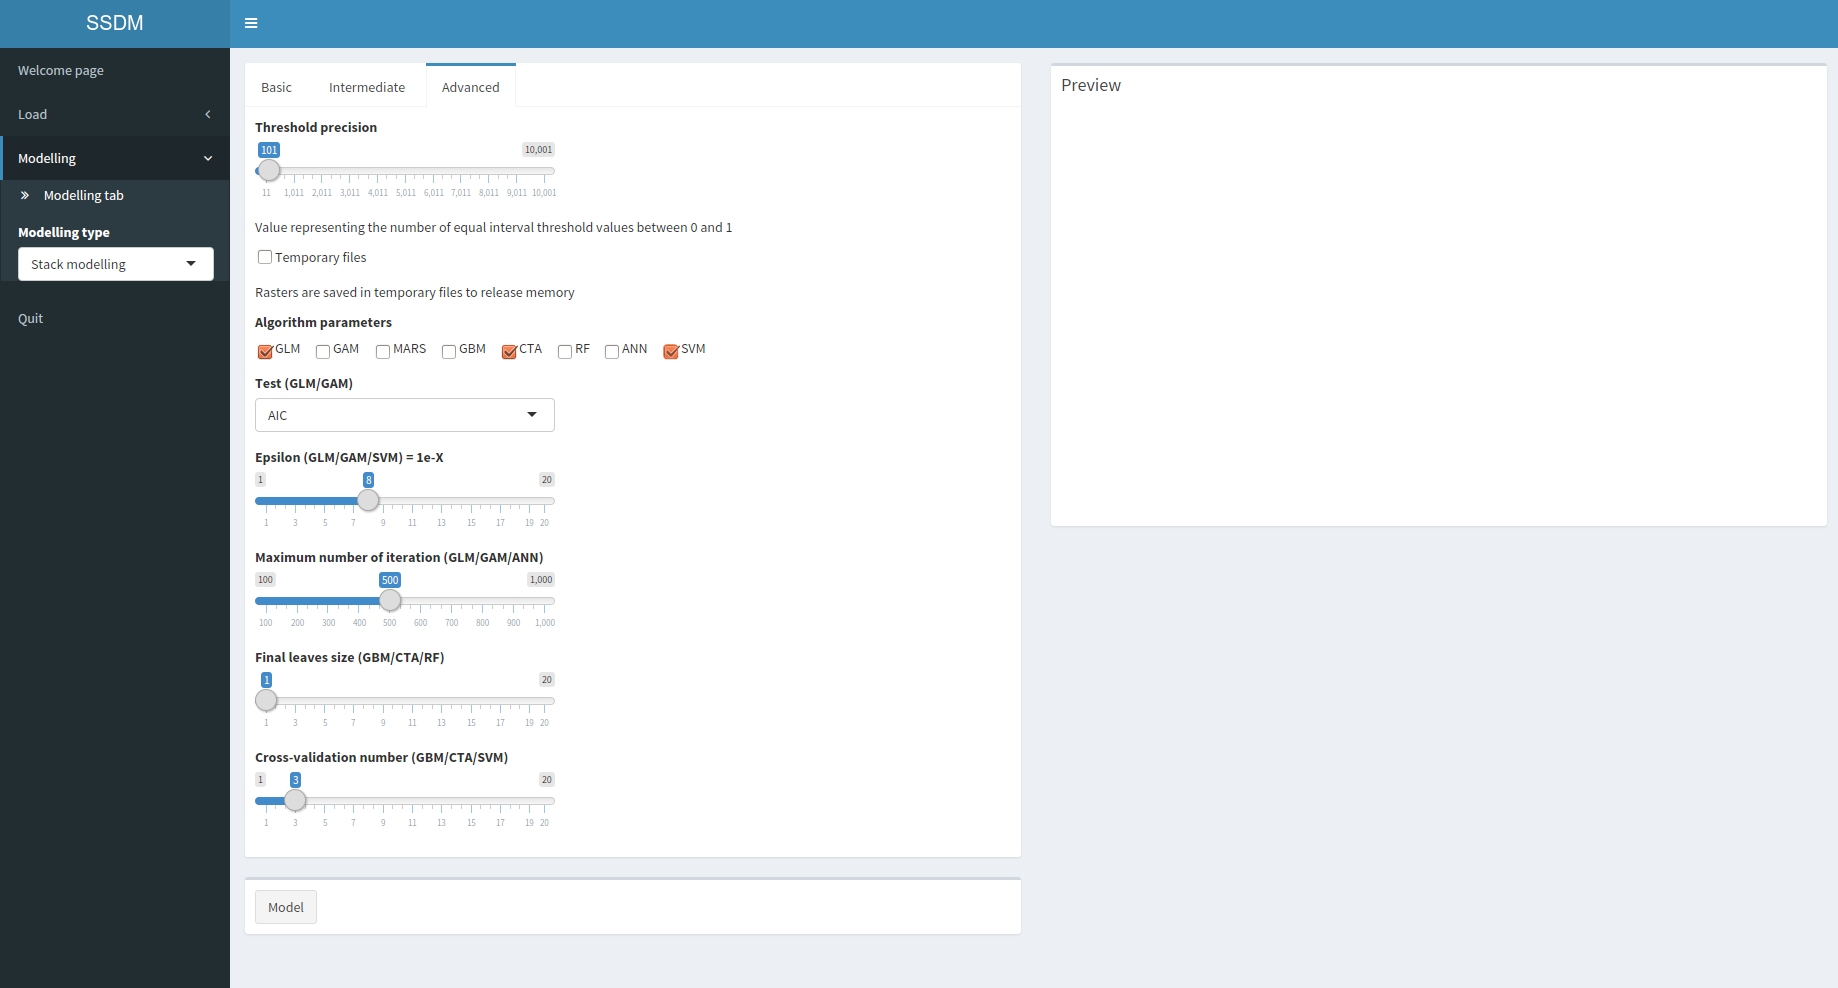 SSDM
Welcome page
Load
Modelling
Modelling tab
Modelling type
Stack modelling
Quit
Basic Intermediate Advanced
Threshold precision
101 10,001
11 1,011 2,011 3,011 4,011 5,011 6,011 7,011 8,011 9,011 10,001
Value representing the number of equal interval threshold values between 0 and 1
Temporary files
Rasters are saved in temporary files to release memory
Algorithm parameters
GLM GAM MARS GBM CTA RF ANN SVM
Test (GLM/GAM)
AIC
Epsilon (GLM/GAM/SVM) = 1e-X
1 8 20
1 3 5 7 9 11 13 15 17 19 20
Maximum number of iteration (GLM/GAM/ANN)
100 500 1,000
100 200 300 400 500 600 700 800 900 1,000
Final leaves size (GBM/CTA/RF)
1 20
1 3 5 7 9 11 13 15 17 19 20
Cross-validation number (GBM/CTA/SVM)
1 3 20
1 3 5 7 9 11 13 15 17 19 20
Model
Preview